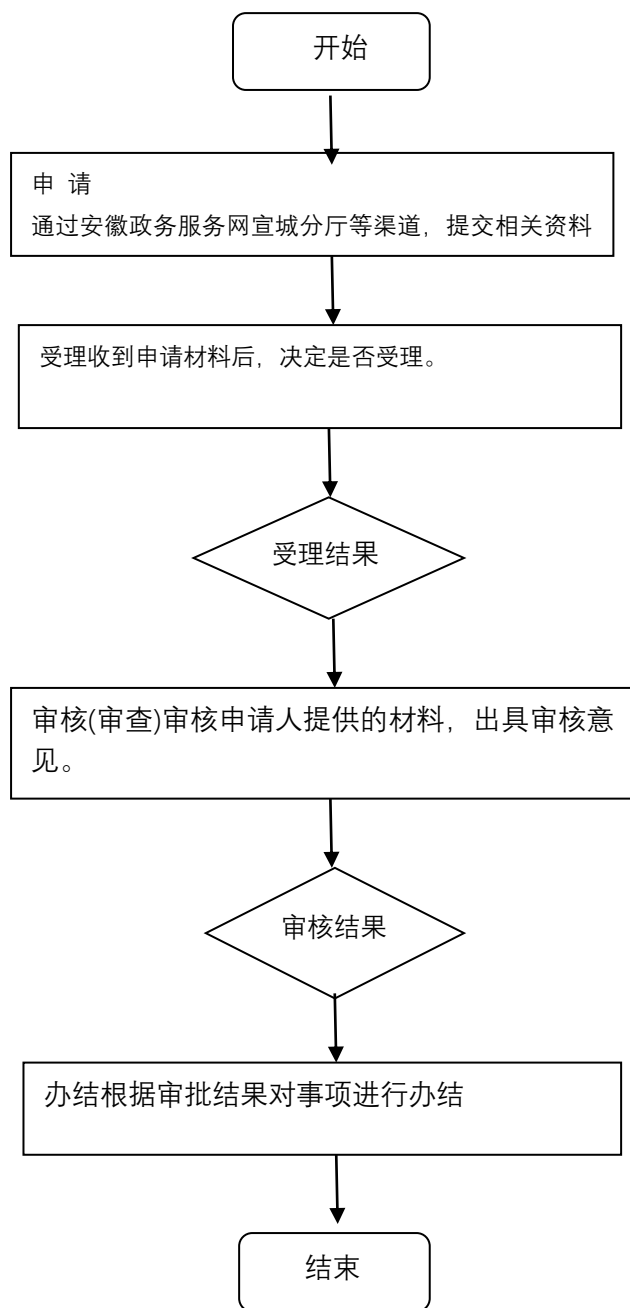 开始
申 请
通过安徽政务服务网宣城分厅等渠道，提交相关资料
受理收到申请材料后，决定是否受理。
受理结果
审核(审查)审核申请人提供的材料，出具审核意
见。
审核结果
办结根据审批结果对事项进行办结
结束